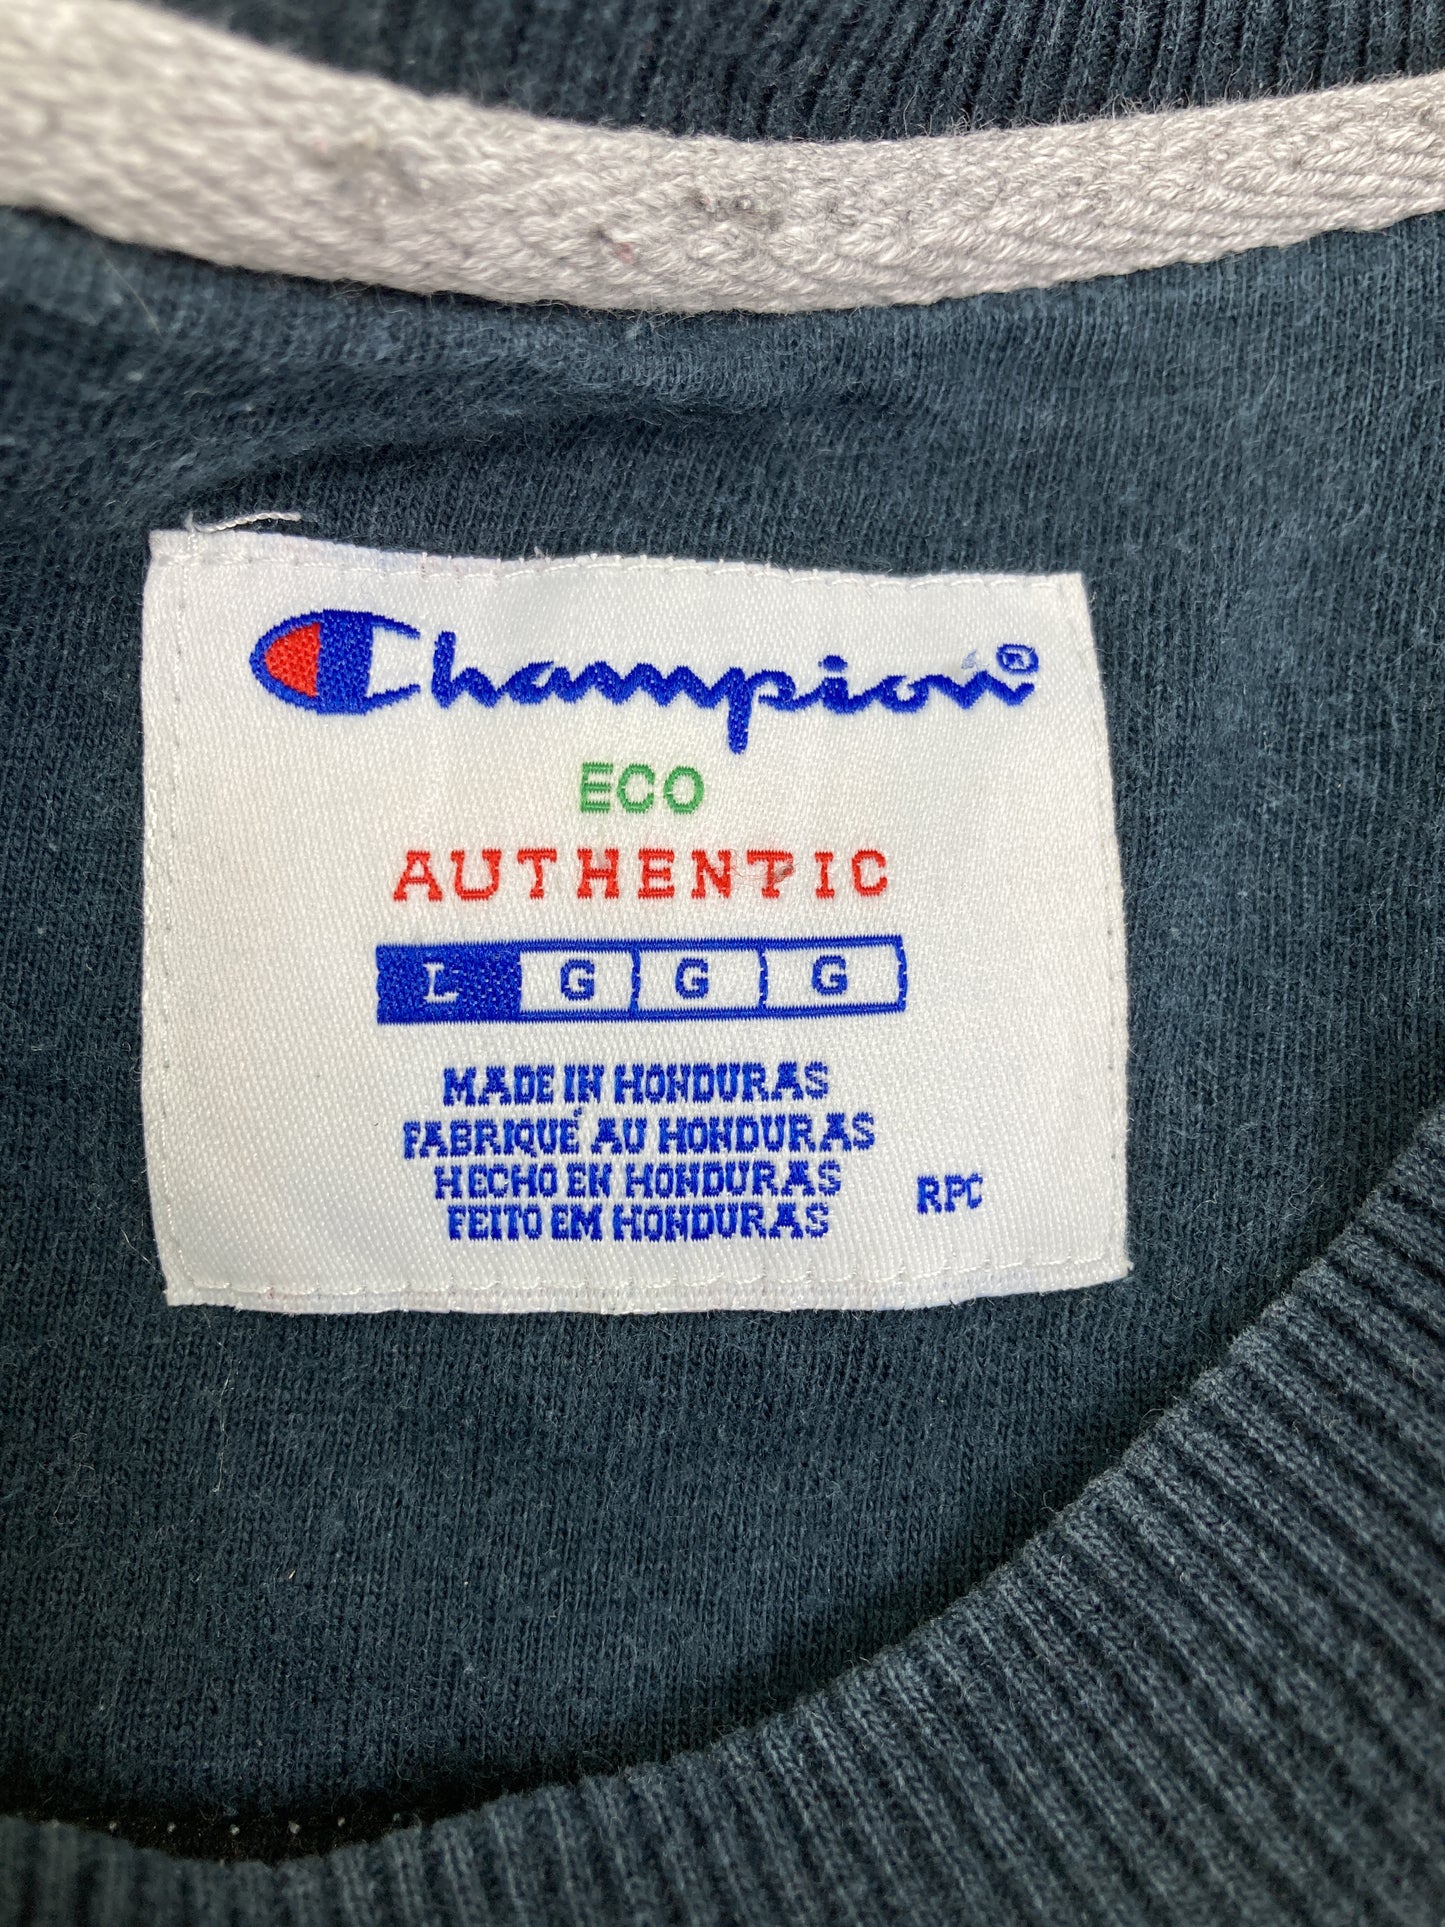 Champion®
ECO
AUTHENTIC
L G G G
MADE IN HONDURAS
FABRIQUÉ AU HONDURAS
HECHO EN HONDURAS
FEITO EM HONDURAS
RPC